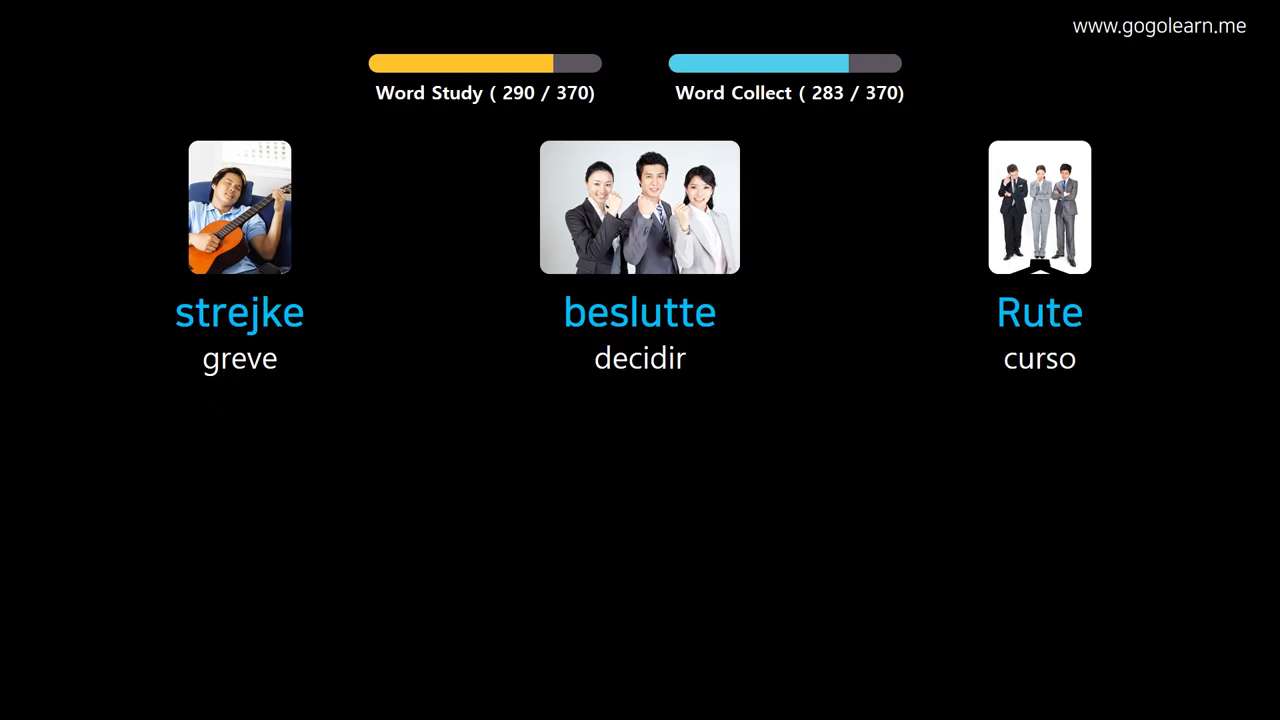 www.gogolearn.me
Word Study ( 290 / 370)
Word Collect ( 283 / 370)
strejke
beslutte
Rute
greve
decidir
curso